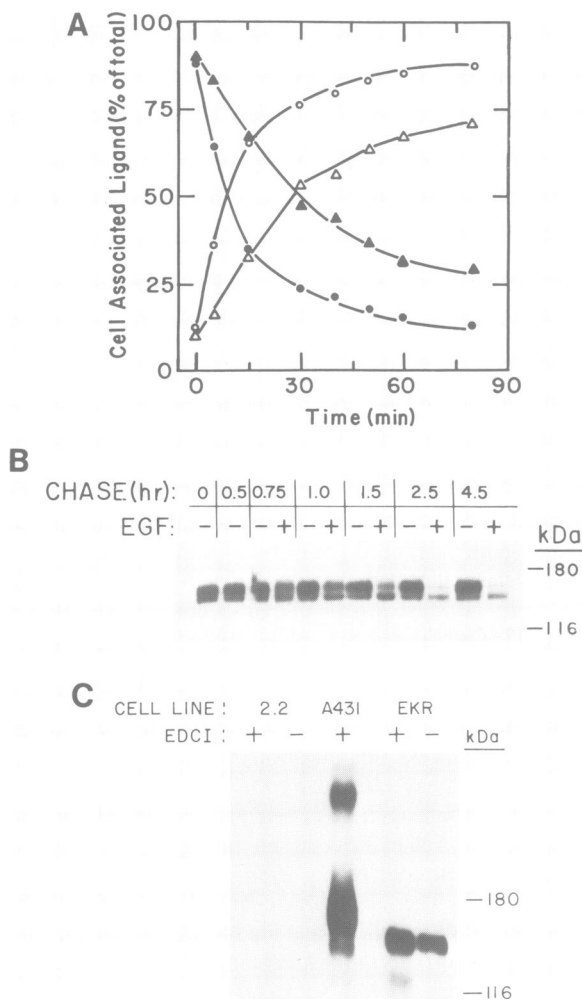 A
Cell Associated Ligand (% of total)
100
75
50
25
0
0 30 60 90
Time (min)
B
CHASE(hr): 0 0.5 0.75 1.0 1.5 2.5 4.5
EGF: − − − + − + − + − + − +
kDa
−180
−116
C
CELL LINE: 2.2 A431 EKR
EDCI: + − + + − kDa
−180
−116